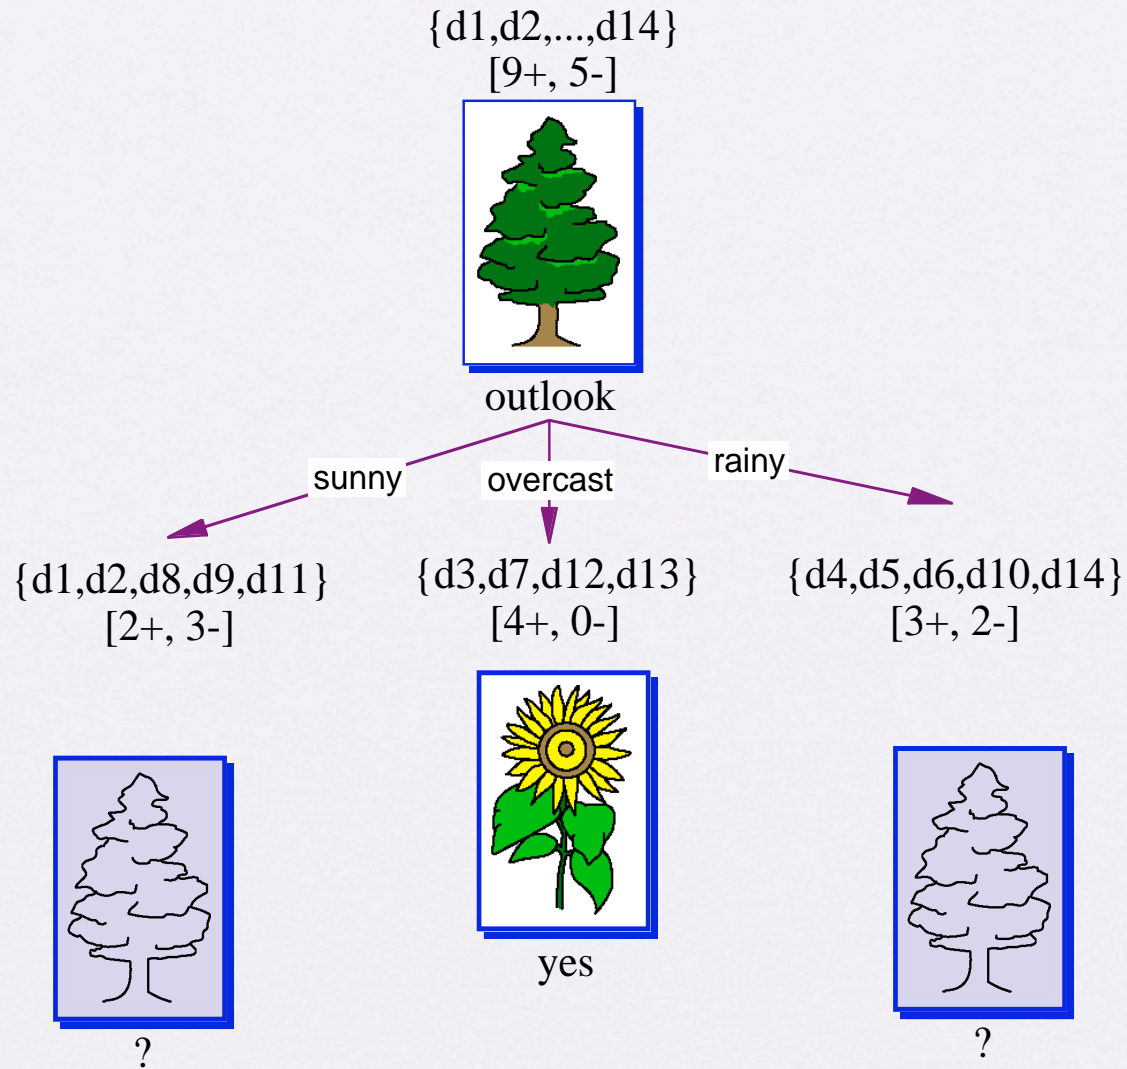 {d1,d2,...,d14}
[9+, 5-]
outlook
sunny
overcast
rainy
{d1,d2,d8,d9,d11}
[2+, 3-]
{d3,d7,d12,d13}
[4+, 0-]
{d4,d5,d6,d10,d14}
[3+, 2-]
?
yes
?